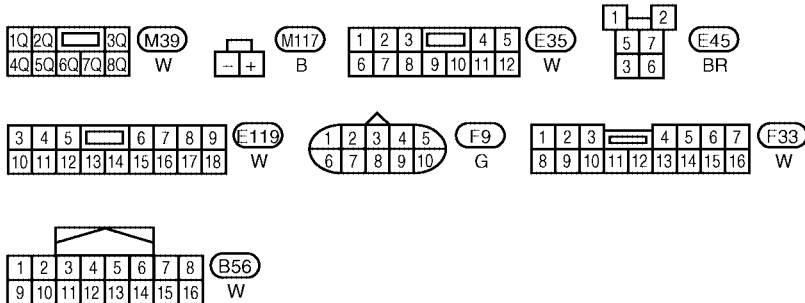 1Q 2Q 3Q M39
4Q 5Q 6Q 7Q 8Q W
− + M117
B
1 2 3 4 5 E35
6 7 8 9 10 11 12 W
1 2
5 7 E45
3 6 BR
3 4 5 6 7 8 9 E119
10 11 12 13 14 15 16 17 18 W
1 2 3 4 5 F9
6 7 8 9 10 G
1 2 3 4 5 6 7 F33
8 9 10 11 12 13 14 15 16 W
1 2 3 4 5 6 7 8 B56
9 10 11 12 13 14 15 16 W